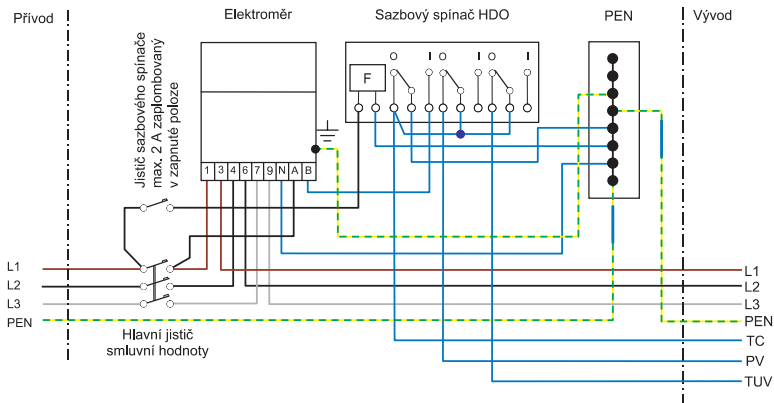 Přívod
Elektroměr
Sazbový spínač HDO
PEN
Vývod
Jistič sazbového spínače
max. 2 A zaplombovaný
v zapnuté poloze
F
O I O I O I
1 3 4 6 7 9 N A B
L1
L2
L3
PEN
Hlavní jistič
smluvní hodnoty
L1
L2
L3
PEN
TC
PV
TUV